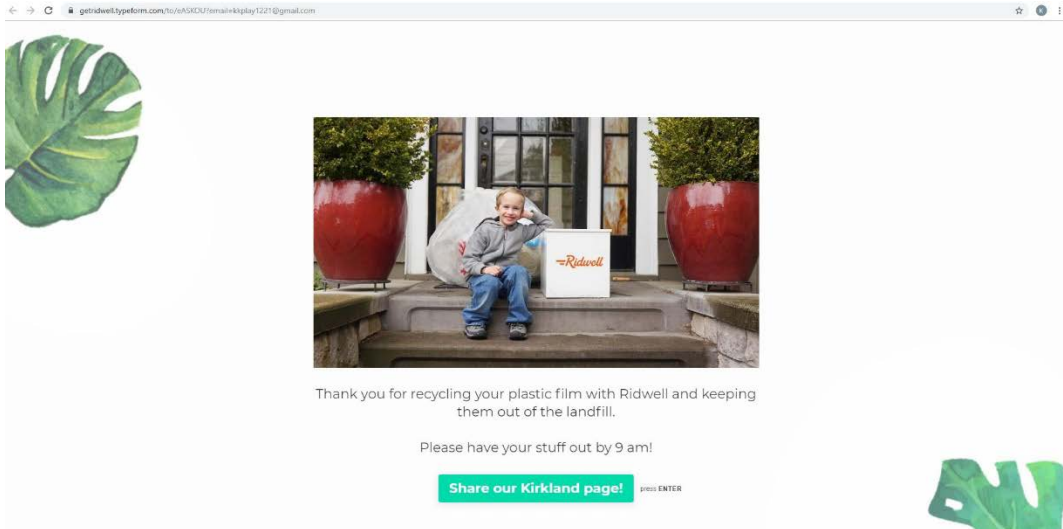 getridwell.typeform.com/to/eASKOU?email=kkplay1221@gmail.com
Ridwell
Thank you for recycling your plastic film with Ridwell and keeping
them out of the landfill.
Please have your stuff out by 9 am!
Share our Kirkland page! press ENTER